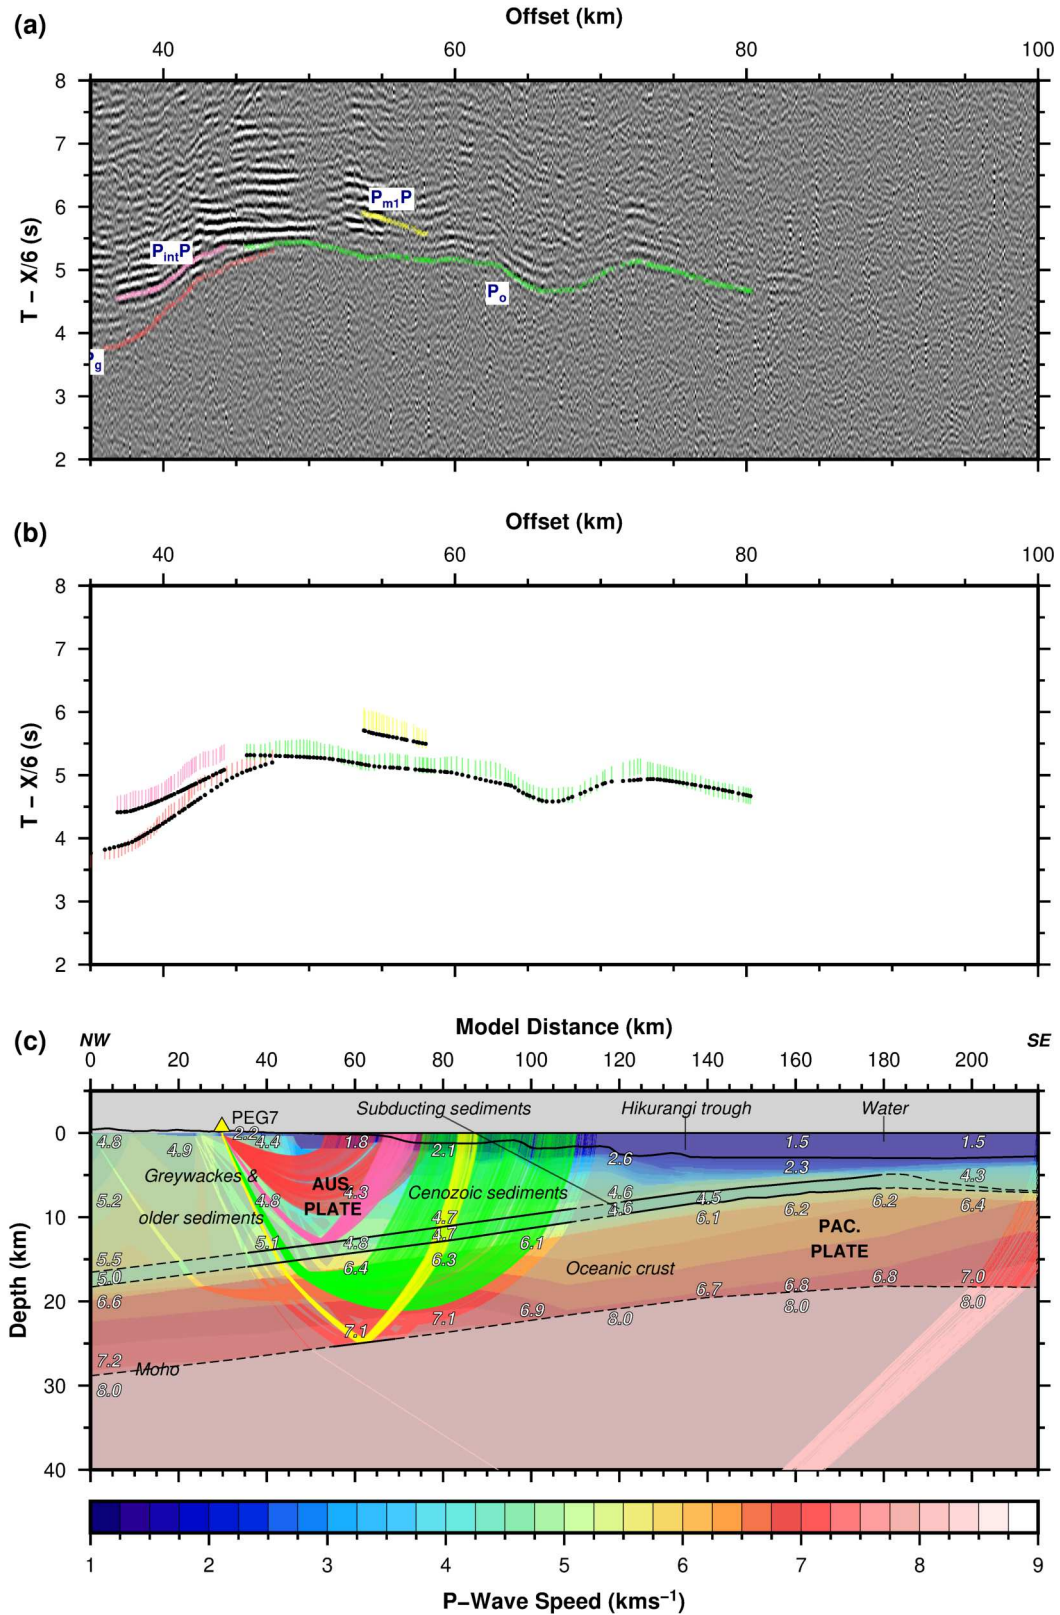 (a)
Offset (km)
40 60 80 100
8
7
6
5
4
3
2
T − X/6 (s)
Pm1P
PintP
Po
Pg
(b)
Offset (km)
40 60 80 100
8
7
6
5
4
3
2
T − X/6 (s)
(c)
Model Distance (km)
NW SE
0 20 40 60 80 100 120 140 160 180 200
PEG7 Subducting sediments Hikurangi trough Water
0
10
20
30
40
Depth (km)
4.8 4.9 2.2 4.4 1.8 2.1 2.6 1.5 1.5
2.3
Greywackes &
older sediments
AUS.
PLATE
Cenozoic sediments
5.2 4.8 4.3 4.6 4.5 4.3
4.7 4.6 6.1 6.2 6.2 6.4
5.1 4.8 4.7 6.1
PAC.
PLATE
5.5 6.4 6.3
5.0
Oceanic crust
6.6 6.9 6.7 6.8 6.8 7.0
7.1 7.1 8.0 8.0 8.0
7.2
Moho
8.0
1 2 3 4 5 6 7 8 9
P−Wave Speed (kms−1)